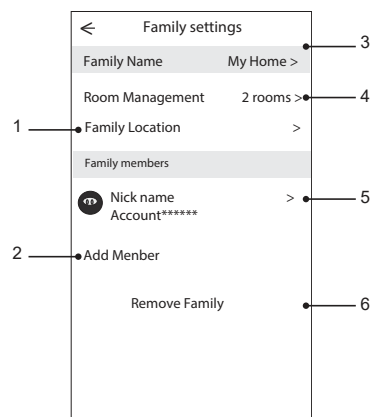 ← Family settings
Family Name My Home >
3
Room Management 2 rooms >
4
1
Family Location >
Family members
Nick name >
5
Account******
2
Add Menber
Remove Family
6